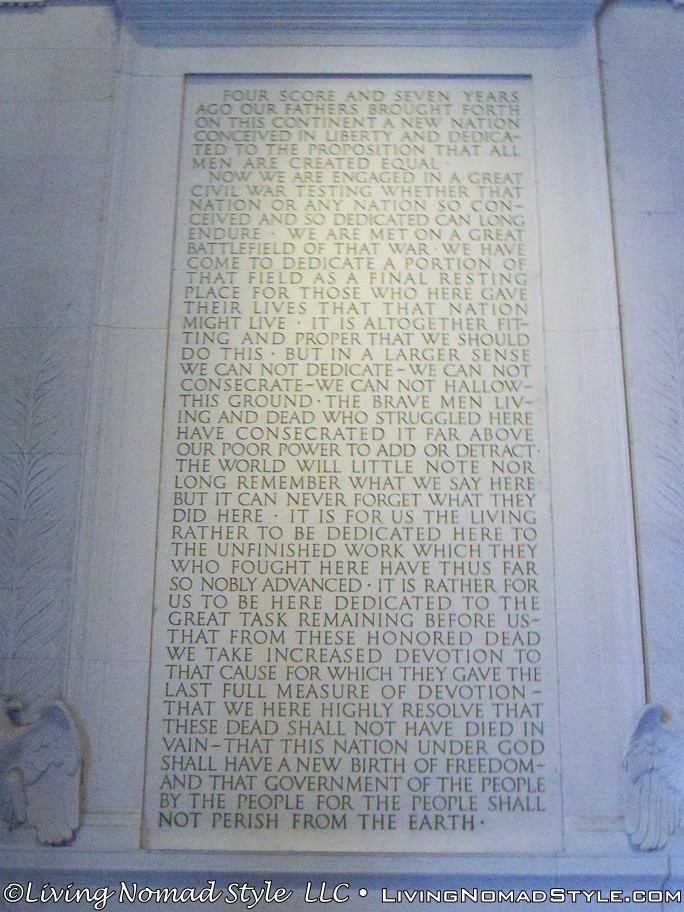 FOUR SCORE AND SEVEN YEARS
AGO OUR FATHERS BROUGHT FORTH
ON THIS CONTINENT A NEW NATION
CONCEIVED IN LIBERTY AND DEDICA-
TED TO THE PROPOSITION THAT ALL
MEN ARE CREATED EQUAL ·
NOW WE ARE ENGAGED IN A GREAT
CIVIL WAR TESTING WHETHER THAT
NATION OR ANY NATION SO CON-
CEIVED AND SO DEDICATED CAN LONG
ENDURE · WE ARE MET ON A GREAT
BATTLEFIELD OF THAT WAR · WE HAVE
COME TO DEDICATE A PORTION OF
THAT FIELD AS A FINAL RESTING
PLACE FOR THOSE WHO HERE GAVE
THEIR LIVES THAT THAT NATION
MIGHT LIVE · IT IS ALTOGETHER FIT-
TING AND PROPER THAT WE SHOULD
DO THIS · BUT IN A LARGER SENSE
WE CAN NOT DEDICATE-WE CAN NOT
CONSECRATE-WE CAN NOT HALLOW-
THIS GROUND · THE BRAVE MEN LIV-
ING AND DEAD WHO STRUGGLED HERE
HAVE CONSECRATED IT FAR ABOVE
OUR POOR POWER TO ADD OR DETRACT·
THE WORLD WILL LITTLE NOTE NOR
LONG REMEMBER WHAT WE SAY HERE
BUT IT CAN NEVER FORGET WHAT THEY
DID HERE · IT IS FOR US THE LIVING
RATHER TO BE DEDICATED HERE TO
THE UNFINISHED WORK WHICH THEY
WHO FOUGHT HERE HAVE THUS FAR
SO NOBLY ADVANCED · IT IS RATHER FOR
US TO BE HERE DEDICATED TO THE
GREAT TASK REMAINING BEFORE US-
THAT FROM THESE HONORED DEAD
WE TAKE INCREASED DEVOTION TO
THAT CAUSE FOR WHICH THEY GAVE THE
LAST FULL MEASURE OF DEVOTION-
THAT WE HERE HIGHLY RESOLVE THAT
THESE DEAD SHALL NOT HAVE DIED IN
VAIN-THAT THIS NATION UNDER GOD
SHALL HAVE A NEW BIRTH OF FREEDOM-
AND THAT GOVERNMENT OF THE PEOPLE
BY THE PEOPLE FOR THE PEOPLE SHALL
NOT PERISH FROM THE EARTH ·
©Living Nomad Style LLC • LivingNomadStyle.com